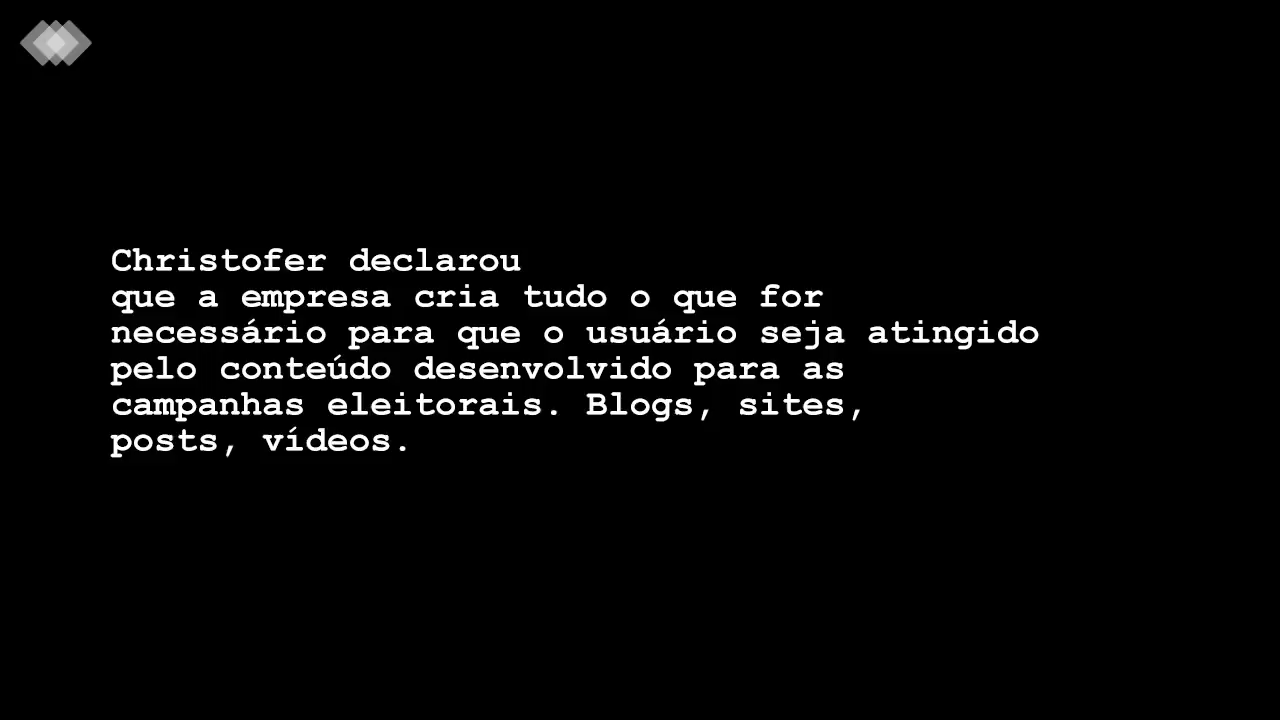 Christofer declarou
que a empresa cria tudo o que for
necessário para que o usuário seja atingido
pelo conteúdo desenvolvido para as
campanhas eleitorais. Blogs, sites,
posts, vídeos.